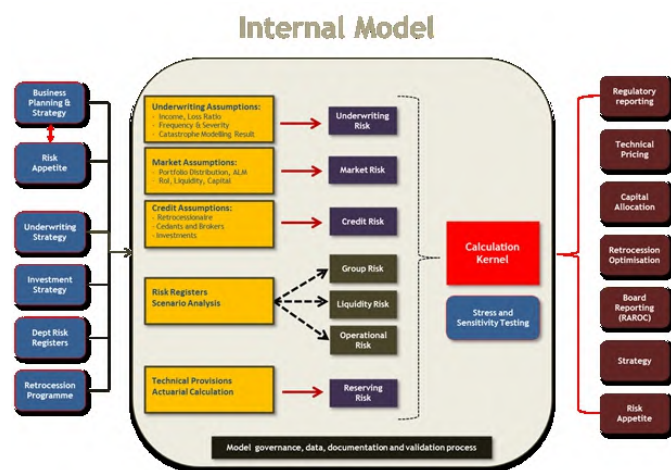 Internal Model
Business
Planning &
Strategy
Risk
Appetite
Underwriting
Strategy
Investment
Strategy
Dept Risk
Registers
Retrocession
Programme
Underwriting Assumptions:
- Income, Loss Ratio
- Frequency & Severity
- Catastrophe Modelling Result
Underwriting
Risk
Market Assumptions:
- Portfolio Distribution, ALM
- RoI, Liquidity, Capital
Market Risk
Credit Assumptions:
- Retrocessionaire
- Cedants and Brokers
- Investments
Credit Risk
Risk Registers
Scenario Analysis
Group Risk
Liquidity Risk
Operational
Risk
Technical Provisions
Actuarial Calculation
Reserving
Risk
Calculation
Kernel
Stress and
Sensitivity Testing
Model governance, data, documentation and validation process
Regulatory
reporting
Technical
Pricing
Capital
Allocation
Retrocession
Optimisation
Board
Reporting
(RAROC)
Strategy
Risk
Appetite